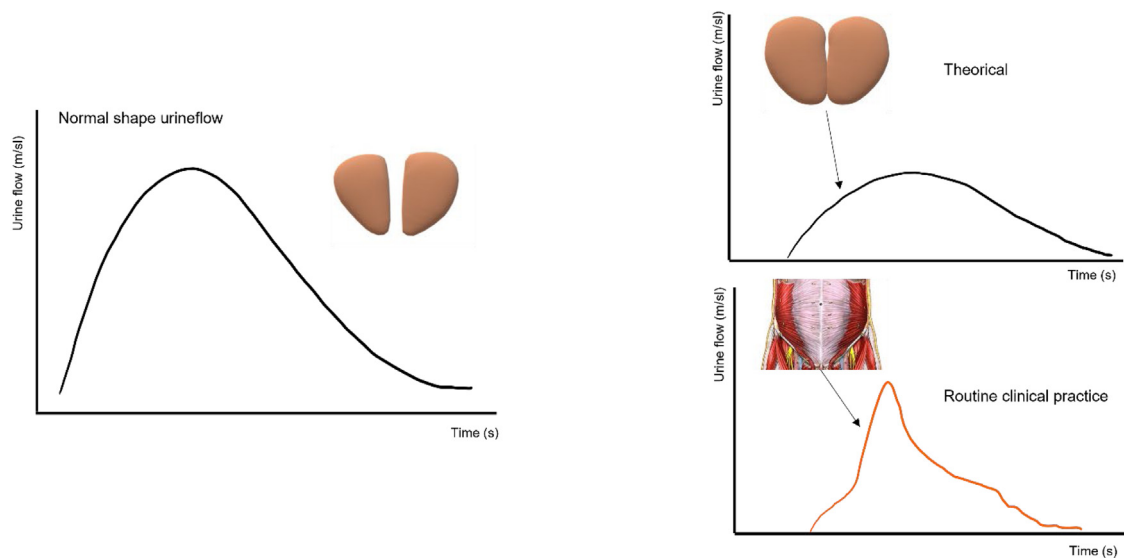 Normal shape urineflow
Urine flow (m/sl)
Time (s)
Urine flow (m/sl)
Theorical
Time (s)
Urine flow (m/sl)
Routine clinical practice
Time (s)